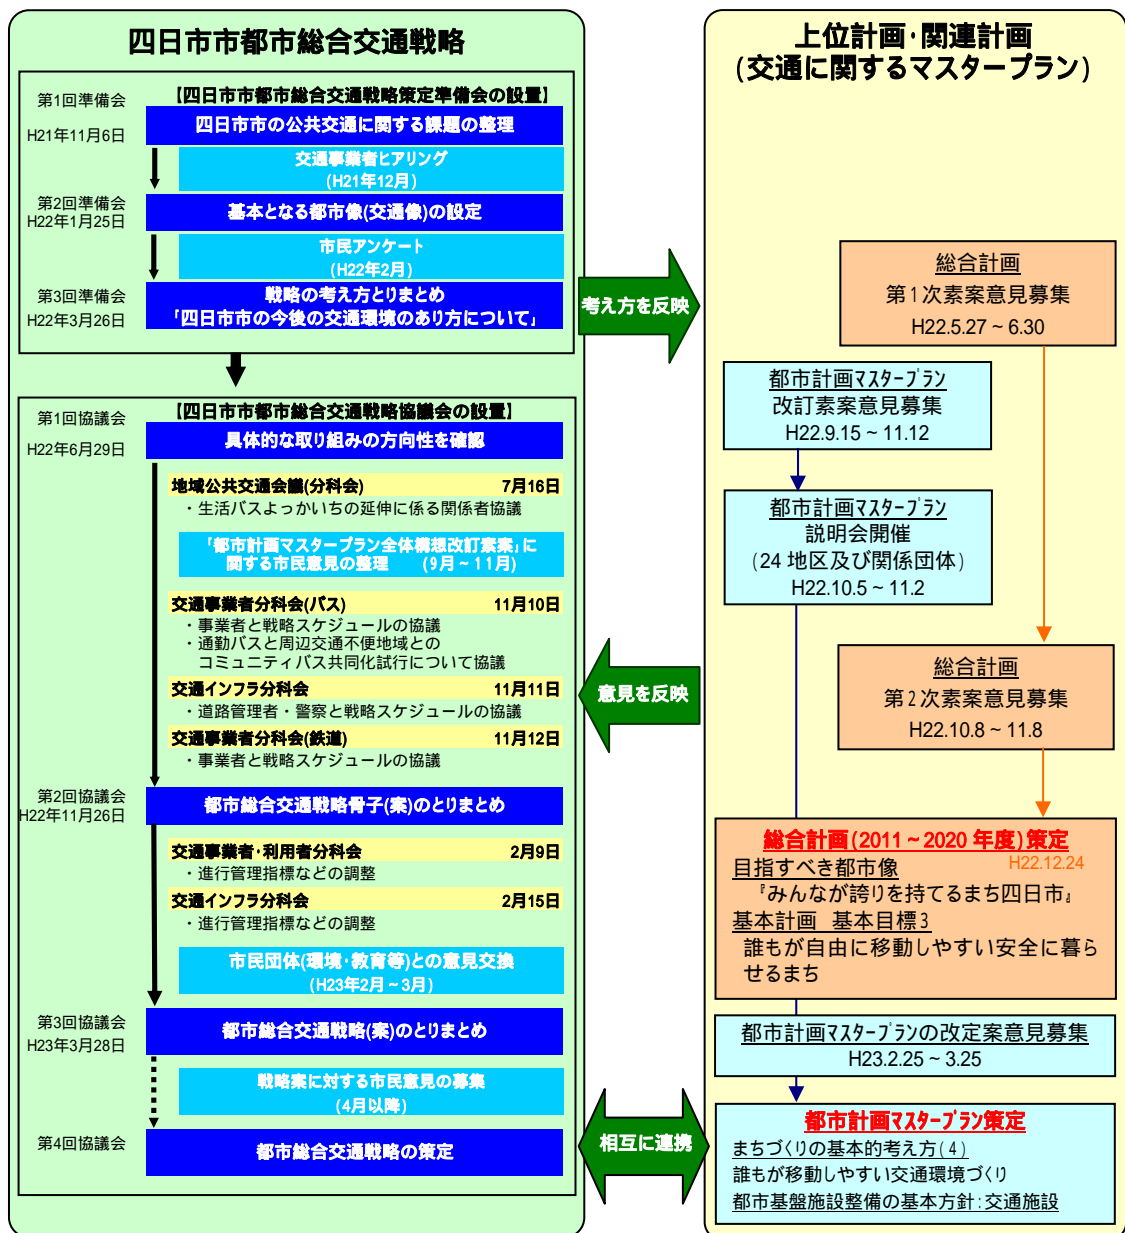 四日市市都市総合交通戦略
第1回準備会
【四日市市都市総合交通戦略策定準備会の設置】
H21年11月6日
四日市市の公共交通に関する課題の整理
交通事業者ヒアリング
(H21年12月)
第2回準備会
H22年1月25日
基本となる都市像(交通像)の設定
市民アンケート
(H22年2月)
第3回準備会
H22年3月26日
戦略の考え方とりまとめ
「四日市市の今後の交通環境のあり方について」
第1回協議会
【四日市市都市総合交通戦略協議会の設置】
H22年6月29日
具体的な取り組みの方向性を確認
地域公共交通会議(分科会) 7月16日
・生活バスよっかいちの延伸に係る関係者協議
「都市計画マスタープラン全体構想改訂素案」に
関する市民意見の整理 (9月~11月)
交通事業者分科会(バス) 11月10日
・事業者と戦略スケジュールの協議
・通勤バスと周辺交通不便地域との
コミュニティバス共同化試行について協議
交通インフラ分科会 11月11日
・道路管理者・警察と戦略スケジュールの協議
交通事業者分科会(鉄道) 11月12日
・事業者と戦略スケジュールの協議
第2回協議会
H22年11月26日
都市総合交通戦略骨子(案)のとりまとめ
交通事業者・利用者分科会 2月9日
・進行管理指標などの調整
交通インフラ分科会 2月15日
・進行管理指標などの調整
市民団体(環境・教育等)との意見交換
(H23年2月~3月)
第3回協議会
H23年3月28日
都市総合交通戦略(案)のとりまとめ
戦略案に対する市民意見の募集
(4月以降)
第4回協議会
都市総合交通戦略の策定
考え方を反映
意見を反映
相互に連携
上位計画・関連計画
(交通に関するマスタープラン)
総合計画
第1次素案意見募集
H22.5.27~6.30
都市計画マスタープラン
改訂素案意見募集
H22.9.15~11.12
都市計画マスタープラン
説明会開催
(24地区及び関係団体)
H22.10.5~11.2
総合計画
第2次素案意見募集
H22.10.8~11.8
総合計画(2011~2020年度)策定
H22.12.24
目指すべき都市像
『みんなが誇りを持てるまち四日市』
基本計画 基本目標3
誰もが自由に移動しやすい安全に暮ら
せるまち
都市計画マスタープランの改定案意見募集
H23.2.25~3.25
都市計画マスタープラン策定
まちづくりの基本的考え方(4)
誰もが移動しやすい交通環境づくり
都市基盤施設整備の基本方針:交通施設